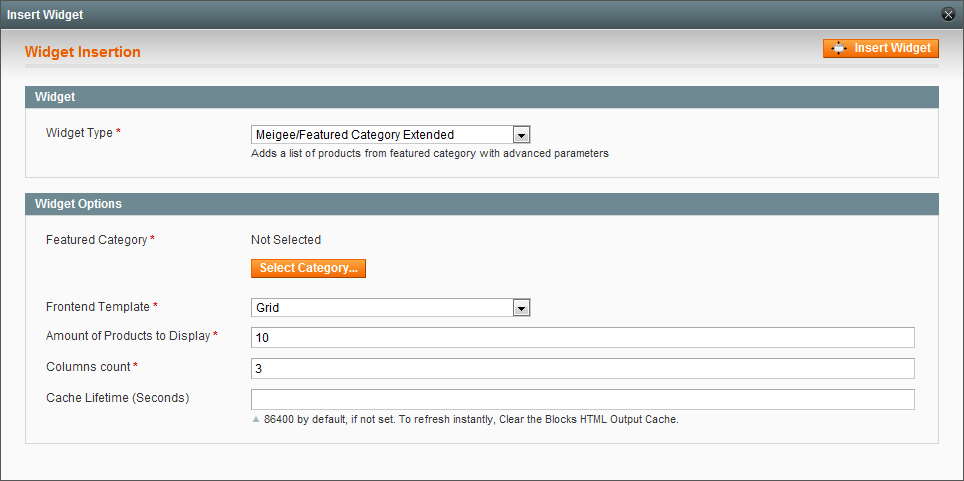 Insert Widget
Widget Insertion
Insert Widget
Widget
Widget Type *
Meigee/Featured Category Extended
Adds a list of products from featured category with advanced parameters
Widget Options
Featured Category *
Not Selected
Select Category...
Frontend Template *
Grid
Amount of Products to Display *
10
Columns count *
3
Cache Lifetime (Seconds)
86400 by default, if not set. To refresh instantly, Clear the Blocks HTML Output Cache.